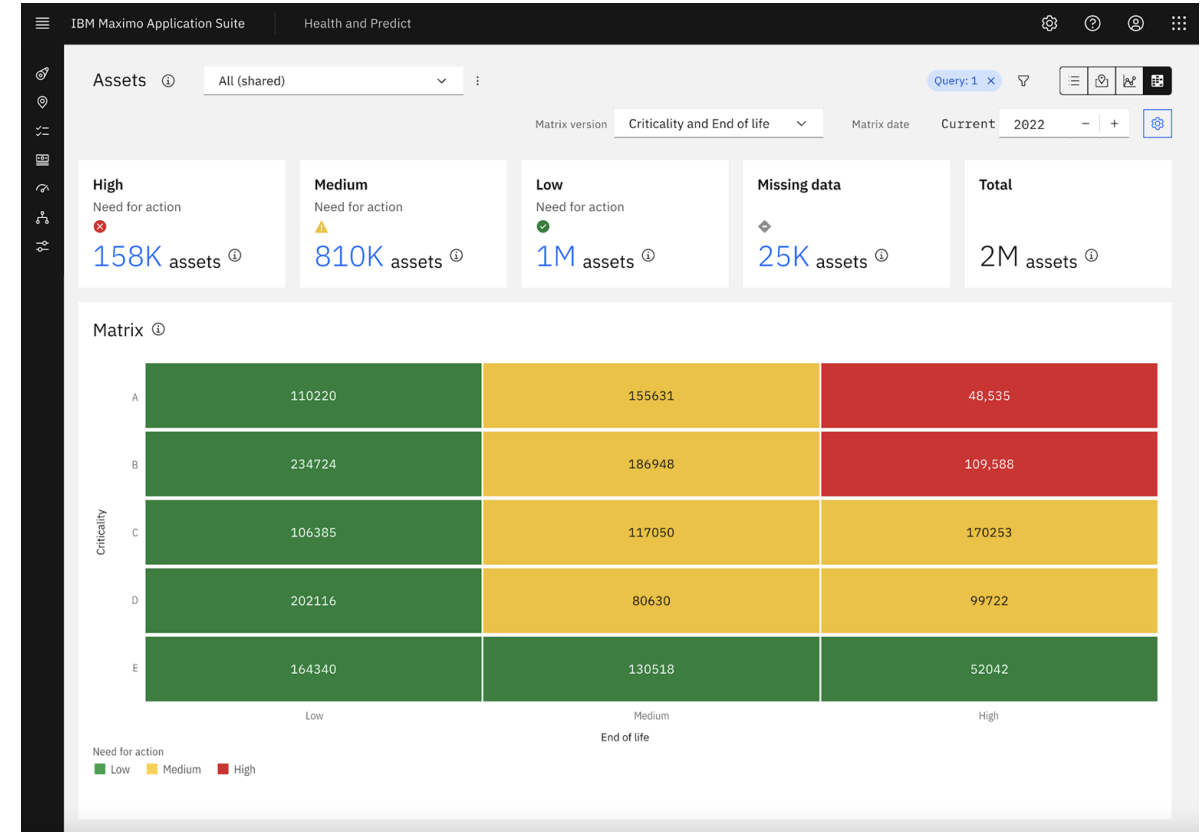 IBM Maximo Application Suite Health and Predict
Assets All (shared) Query: 1 ×
Matrix version Criticality and End of life Matrix date Current 2022 − +
High Medium Low Missing data Total
Need for action Need for action Need for action
158K assets 810K assets 1M assets 25K assets 2M assets
Matrix
A 110220 155631 48,535
B 234724 186948 109,588
Criticality
C 106385 117050 170253
D 202116 80630 99722
E 164340 130518 52042
Low Medium High
End of life
Need for action
Low Medium High